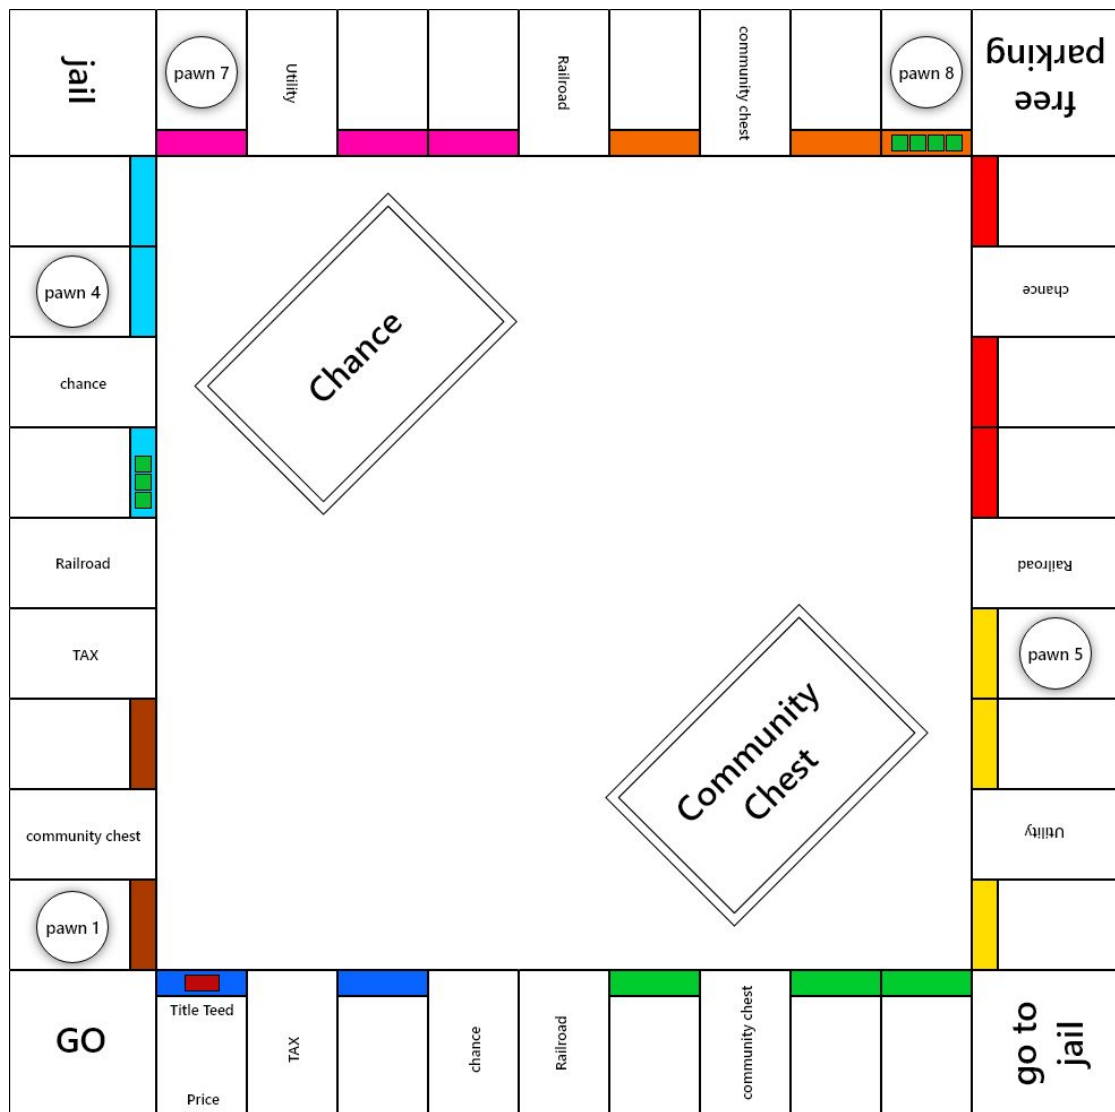 jail
pawn 7
Utility
Railroad
community chest
pawn 8
free
parking
pawn 4
chance
Chance
chance
Railroad
Railroad
TAX
pawn 5
Community
Chest
community chest
Utility
pawn 1
GO
Title Teed
Price
TAX
chance
Railroad
community chest
go to
jail